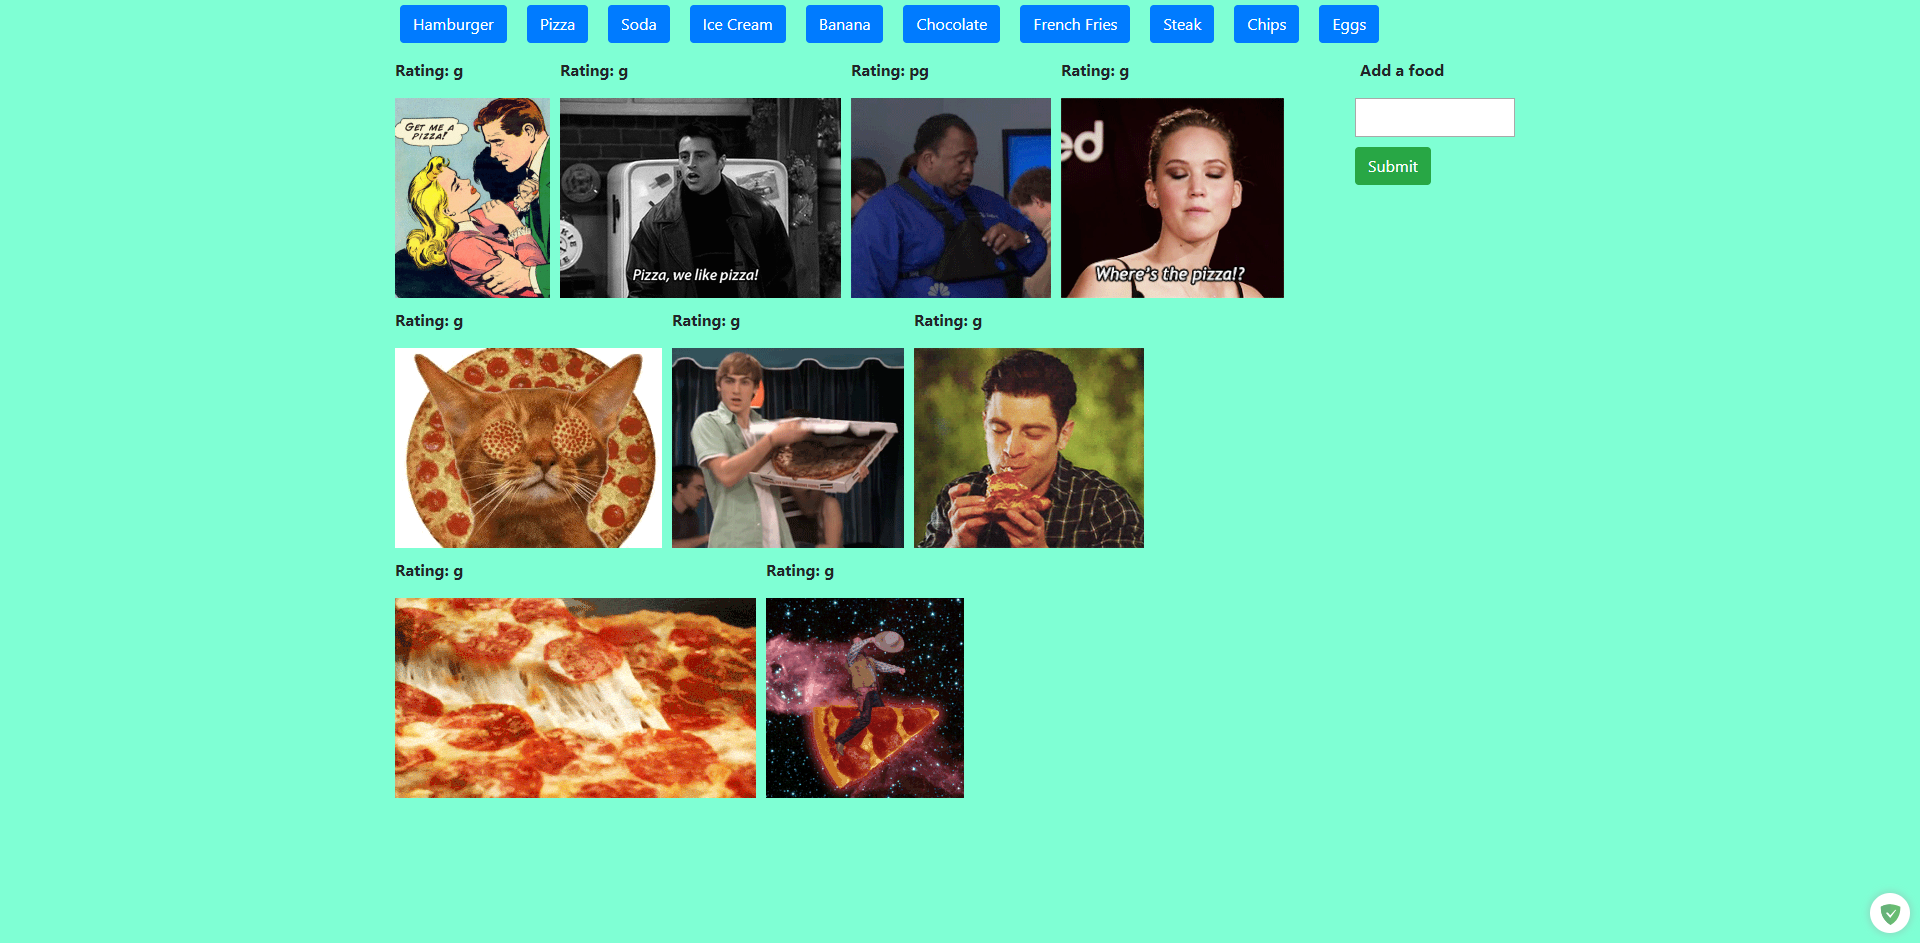 Hamburger Pizza Soda Ice Cream Banana Chocolate French Fries Steak Chips Eggs
Rating: g Rating: g Rating: pg Rating: g Add a food
GET ME A
PIZZA!
ed
Pizza, we like pizza!
Where's the pizza!?
Submit
Rating: g Rating: g Rating: g
Rating: g Rating: g